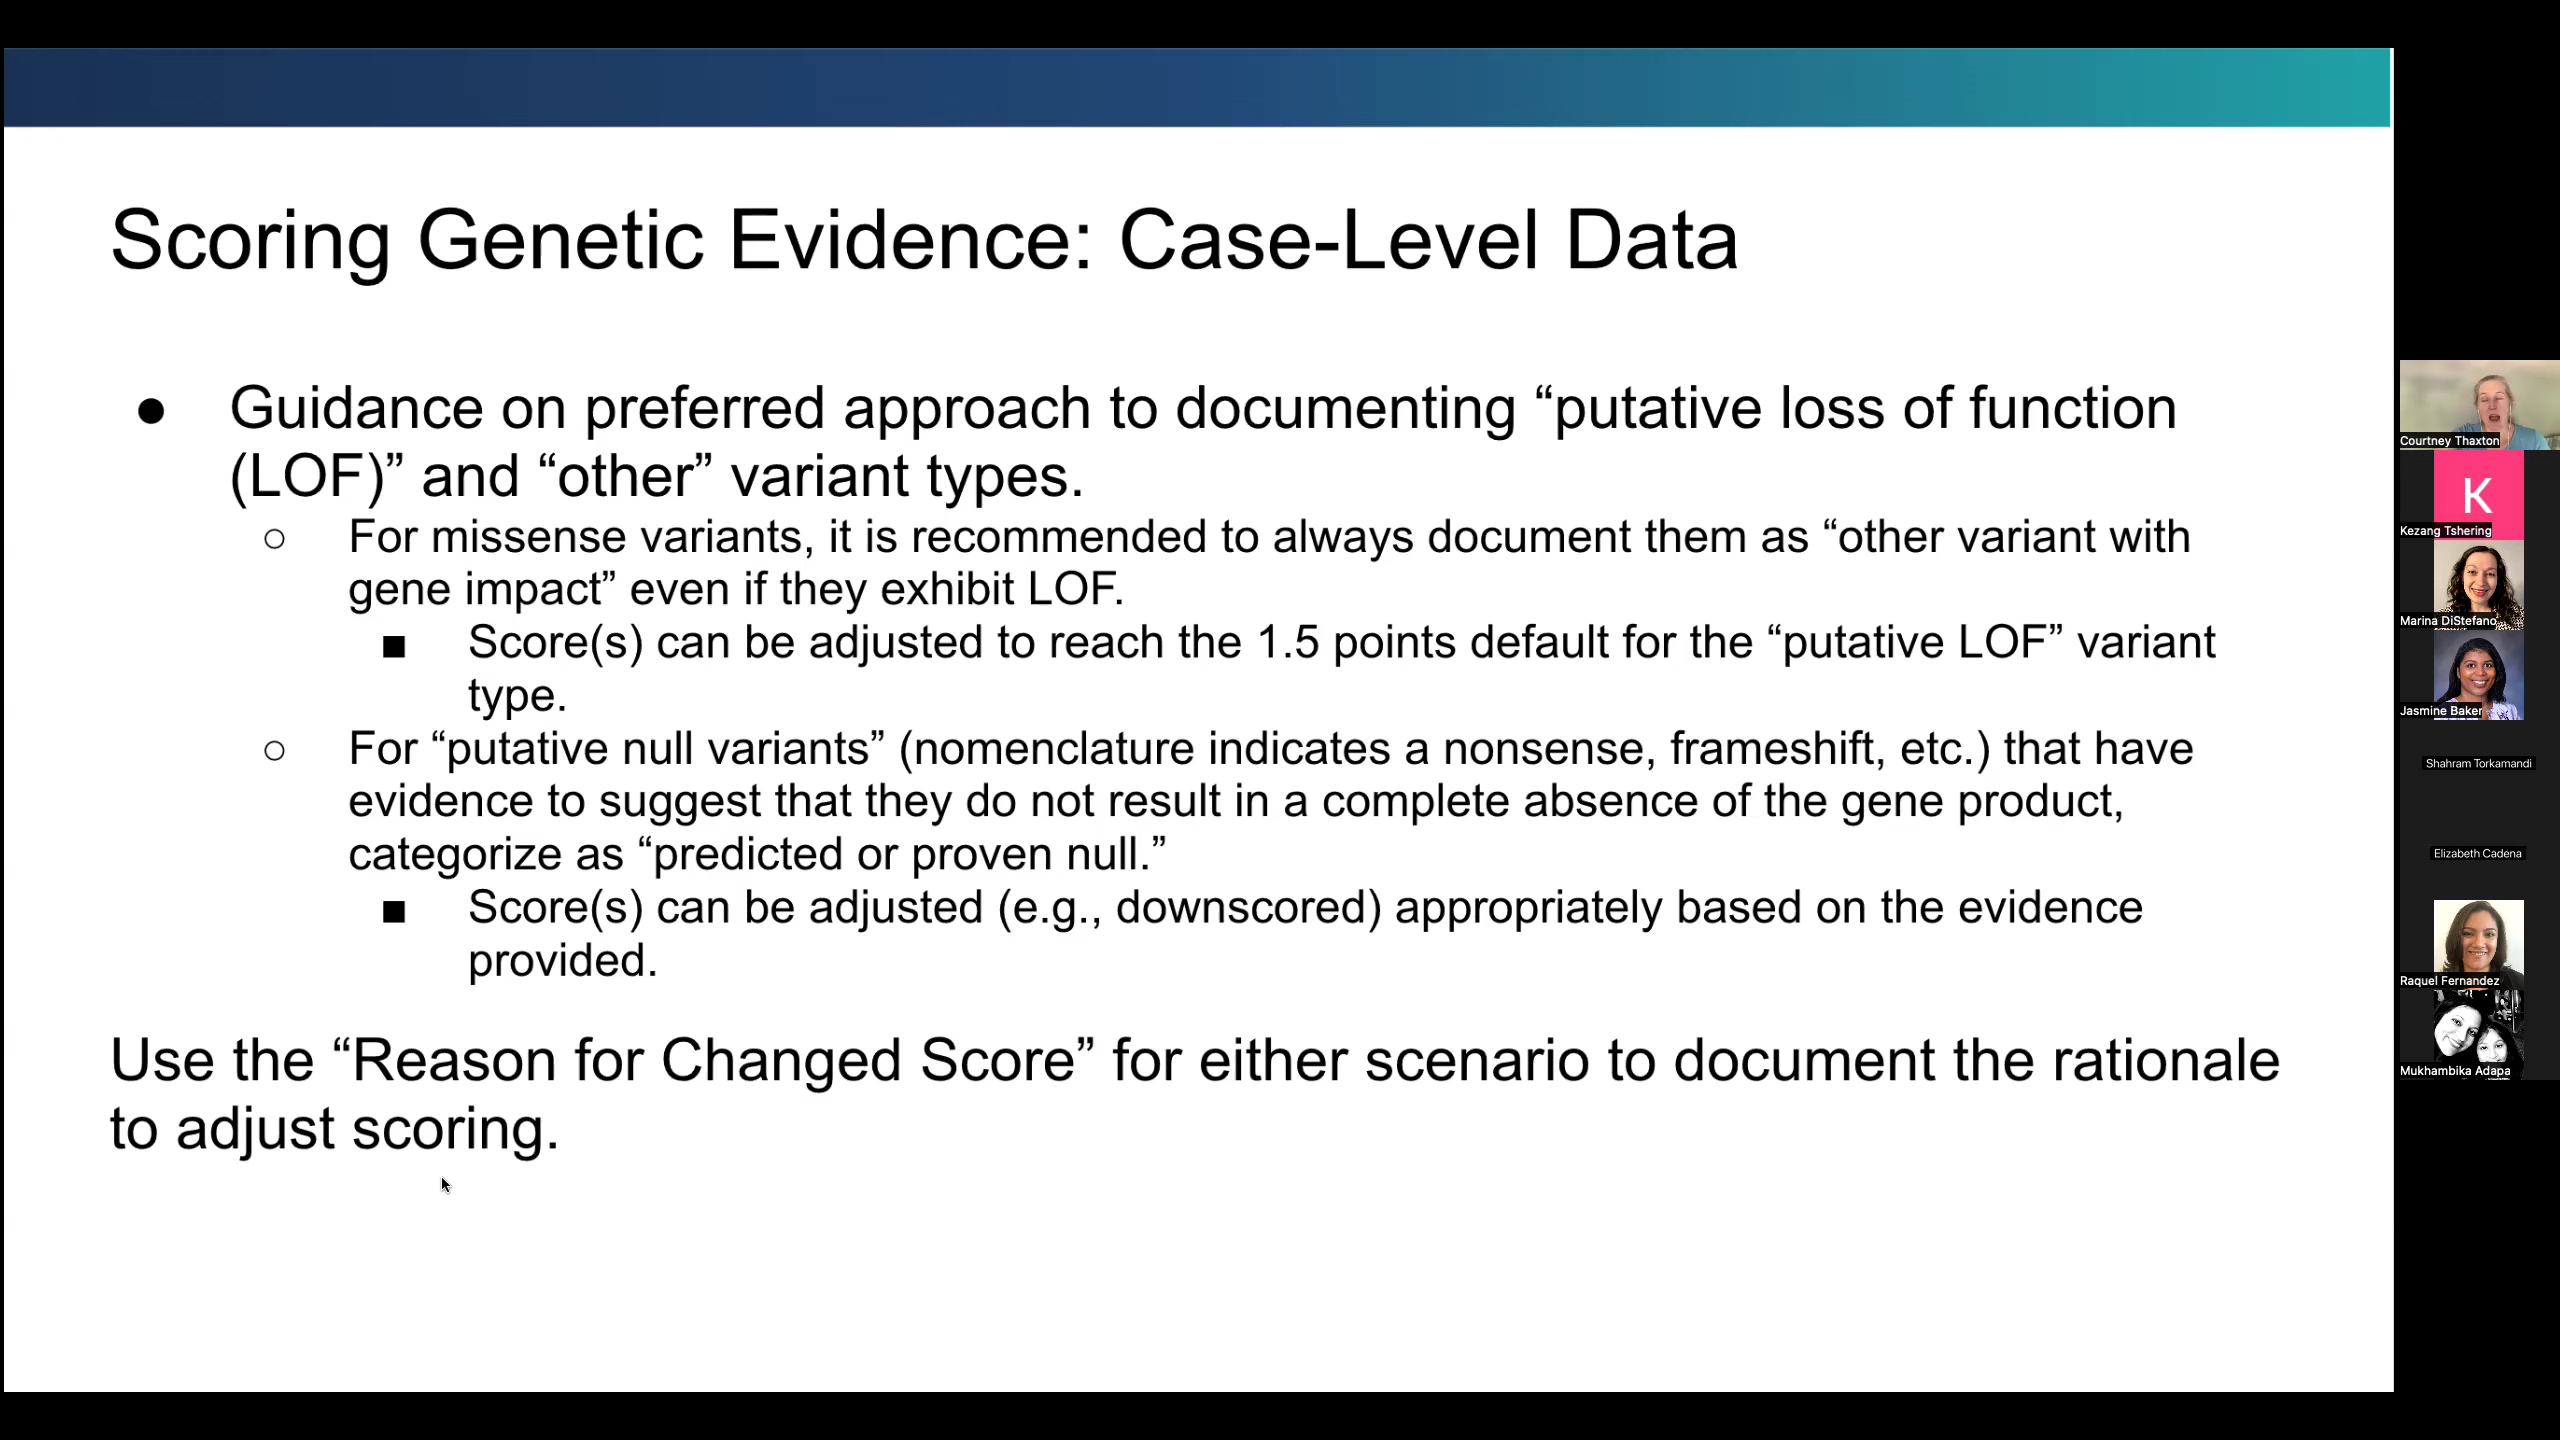 Scoring Genetic Evidence: Case-Level Data
● Guidance on preferred approach to documenting “putative loss of function
(LOF)” and “other” variant types.
○ For missense variants, it is recommended to always document them as “other variant with
gene impact” even if they exhibit LOF.
■ Score(s) can be adjusted to reach the 1.5 points default for the “putative LOF” variant
type.
○ For “putative null variants” (nomenclature indicates a nonsense, frameshift, etc.) that have
evidence to suggest that they do not result in a complete absence of the gene product,
categorize as “predicted or proven null.”
■ Score(s) can be adjusted (e.g., downscored) appropriately based on the evidence
provided.
Use the “Reason for Changed Score” for either scenario to document the rationale
to adjust scoring.
Courtney Thaxton
K
Kezang Tshering
Marina DiStefano
Jasmine Baker
Shahram Torkamandi
Elizabeth Cadena
Raquel Fernandez
Mukhambika Adapa